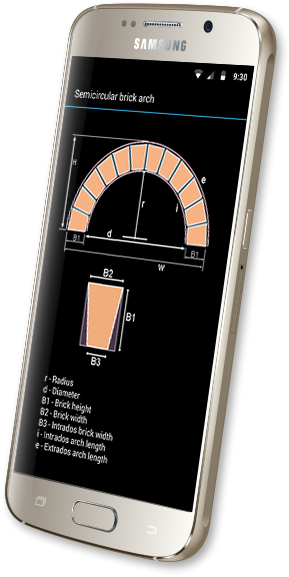 SAMSUNG
9:30
Semicircular brick arch
H
e
r
i
B1
d
B1
W
B2
B1
B3
r - Radius
d - Diameter
B1 - Brick height
B2 - Brick width
B3 - Intrados brick width
i - Intrados arch length
e - Extrados arch length